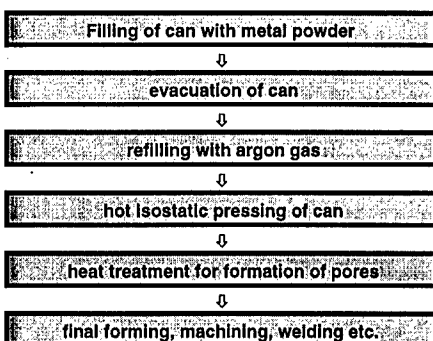 Filling of can with metal powder
⇩
evacuation of can
⇩
refilling with argon gas
⇩
hot isostatic pressing of can
⇩
heat treatment for formation of pores
⇩
final forming, machining, welding etc.